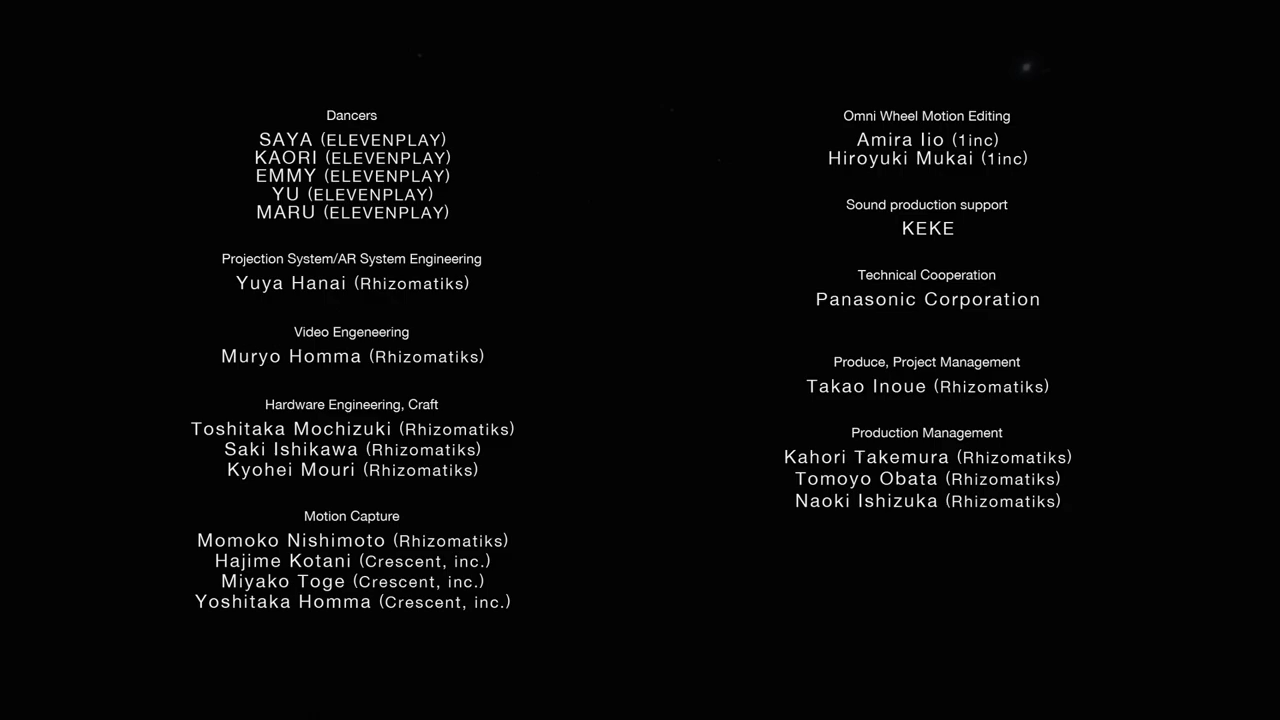 Dancers
SAYA (ELEVENPLAY)
KAORI (ELEVENPLAY)
EMMY (ELEVENPLAY)
YU (ELEVENPLAY)
MARU (ELEVENPLAY)
Projection System/AR System Engineering
Yuya Hanai (Rhizomatiks)
Video Engeneering
Muryo Homma (Rhizomatiks)
Hardware Engineering, Craft
Toshitaka Mochizuki (Rhizomatiks)
Saki Ishikawa (Rhizomatiks)
Kyohei Mouri (Rhizomatiks)
Motion Capture
Momoko Nishimoto (Rhizomatiks)
Hajime Kotani (Crescent, inc.)
Miyako Toge (Crescent, inc.)
Yoshitaka Homma (Crescent, inc.)
Omni Wheel Motion Editing
Amira Iio (1inc)
Hiroyuki Mukai (1inc)
Sound production support
KEKE
Technical Cooperation
Panasonic Corporation
Produce, Project Management
Takao Inoue (Rhizomatiks)
Production Management
Kahori Takemura (Rhizomatiks)
Tomoyo Obata (Rhizomatiks)
Naoki Ishizuka (Rhizomatiks)